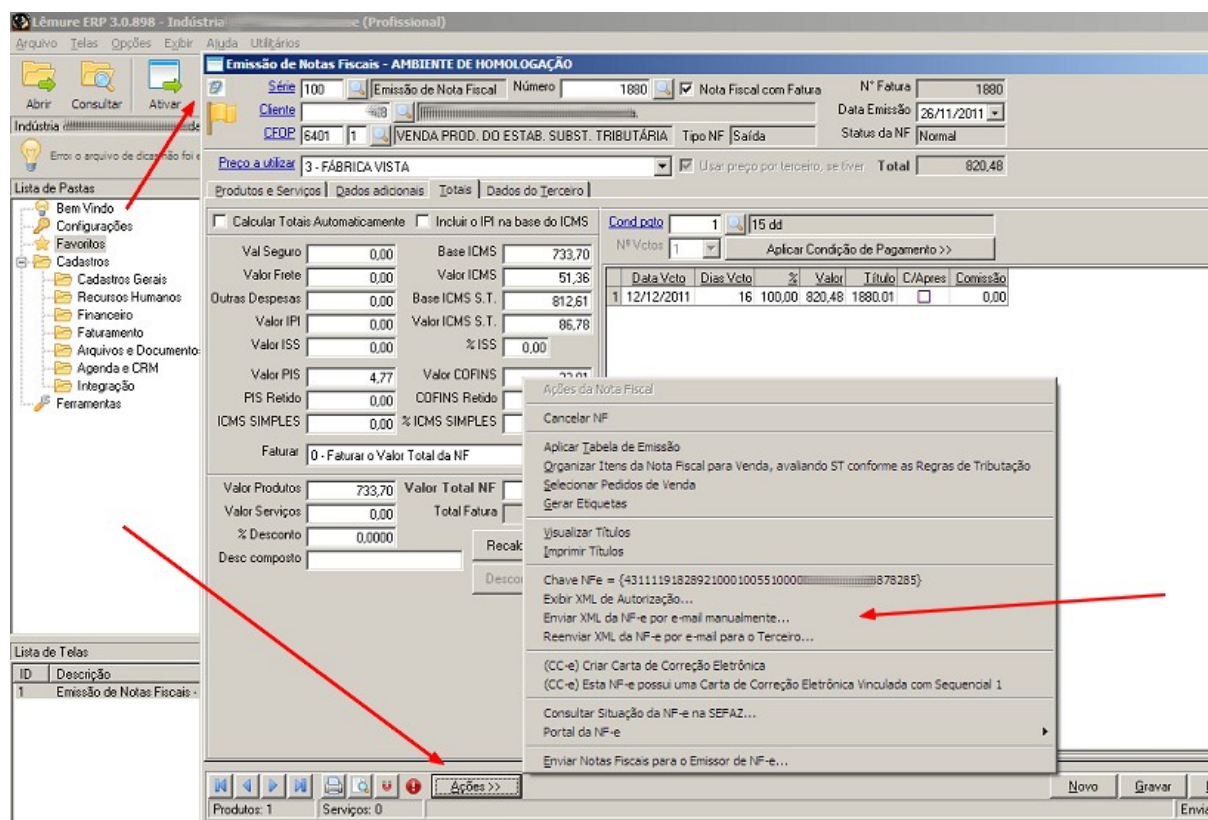 Lêmure ERP 3.0.898 - Indústria e (Profissional)
Arquivo Telas Opções Exibir Ajuda Utilitários
Abrir Consultar Ativar
Indústria
Erro: o arquivo de dicas não foi e
Lista de Pastas
Bem Vindo
Configurações
Favoritos
Cadastros
Cadastros Gerais
Recursos Humanos
Financeiro
Faturamento
Arquivos e Documento
Agenda e CRM
Integração
Ferramentas
Lista de Telas
ID Descrição
1 Emissão de Notas Fiscais -
Emissão de Notas Fiscais - AMBIENTE DE HOMOLOGAÇÃO
Série 100 Emissão de Nota Fiscal Número 1880 Nota Fiscal com Fatura N° Fatura 1880
Cliente Data Emissão 26/11/2011
CFOP 6401 1 VENDA PROD. DO ESTAB. SUBST. TRIBUTÁRIA Tipo NF Saída Status da NF Normal
Preço a utilizar 3 - FÁBRICA VISTA Usar preço por terceiro, se tiver Total 820,48
Produtos e Serviços Dados adicionais Totais Dados do Terceiro
Calcular Totais Automaticamente Incluir o IPI na base do ICMS
Val Seguro 0,00 Base ICMS 733,70
Valor Frete 0,00 Valor ICMS 51,36
Outras Despesas 0,00 Base ICMS S.T. 812,61
Valor IPI 0,00 Valor ICMS S.T. 86,78
Valor ISS 0,00 % ISS 0,00
Valor PIS 4,77 Valor COFINS
PIS Retido 0,00 COFINS Retido
ICMS SIMPLES 0,00 % ICMS SIMPLES
Faturar 0 - Faturar o Valor Total da NF
Valor Produtos 733,70 Valor Total NF
Valor Serviços 0,00 Total Fatura
% Desconto 0,0000
Desc composto
Recalc
Descon
Cond pgto 1 15 dd
Nº Vctos 1 Aplicar Condição de Pagamento >>
Data Vcto Dias Vcto % Valor Título C/Apres Comissão
1 12/12/2011 16 100,00 820,48 1880.01 0,00
Ações da Nota Fiscal
Cancelar NF
Aplicar Tabela de Emissão
Organizar Itens da Nota Fiscal para Venda, avaliando ST conforme as Regras de Tributação
Selecionar Pedidos de Venda
Gerar Etiquetas
Visualizar Títulos
Imprimir Títulos
Chave NFe = {43111191828921000100551000 878285}
Exibir XML de Autorização...
Enviar XML da NF-e por e-mail manualmente...
Reenviar XML da NF-e por e-mail para o Terceiro...
(CC-e) Criar Carta de Correção Eletrônica
(CC-e) Esta NF-e possui uma Carta de Correção Eletrônica Vinculada com Sequencial 1
Consultar Situação da NF-e na SEFAZ...
Portal da NF-e
Enviar Notas Fiscais para o Emissor de NF-e...
Ações >> Novo Gravar
Produtos: 1 Serviços: 0 Envia